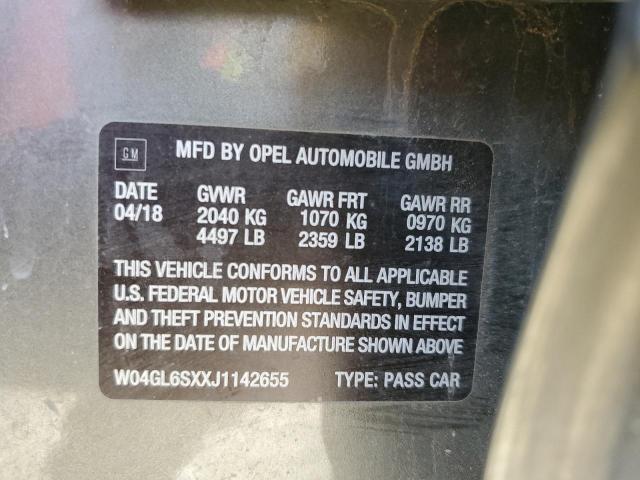 GM MFD BY OPEL AUTOMOBILE GMBH
DATE GVWR GAWR FRT GAWR RR
04/18 2040 KG 1070 KG 0970 KG
4497 LB 2359 LB 2138 LB
THIS VEHICLE CONFORMS TO ALL APPLICABLE
U.S. FEDERAL MOTOR VEHICLE SAFETY, BUMPER
AND THEFT PREVENTION STANDARDS IN EFFECT
ON THE DATE OF MANUFACTURE SHOWN ABOVE
W04GL6SXXJ1142655 TYPE: PASS CAR